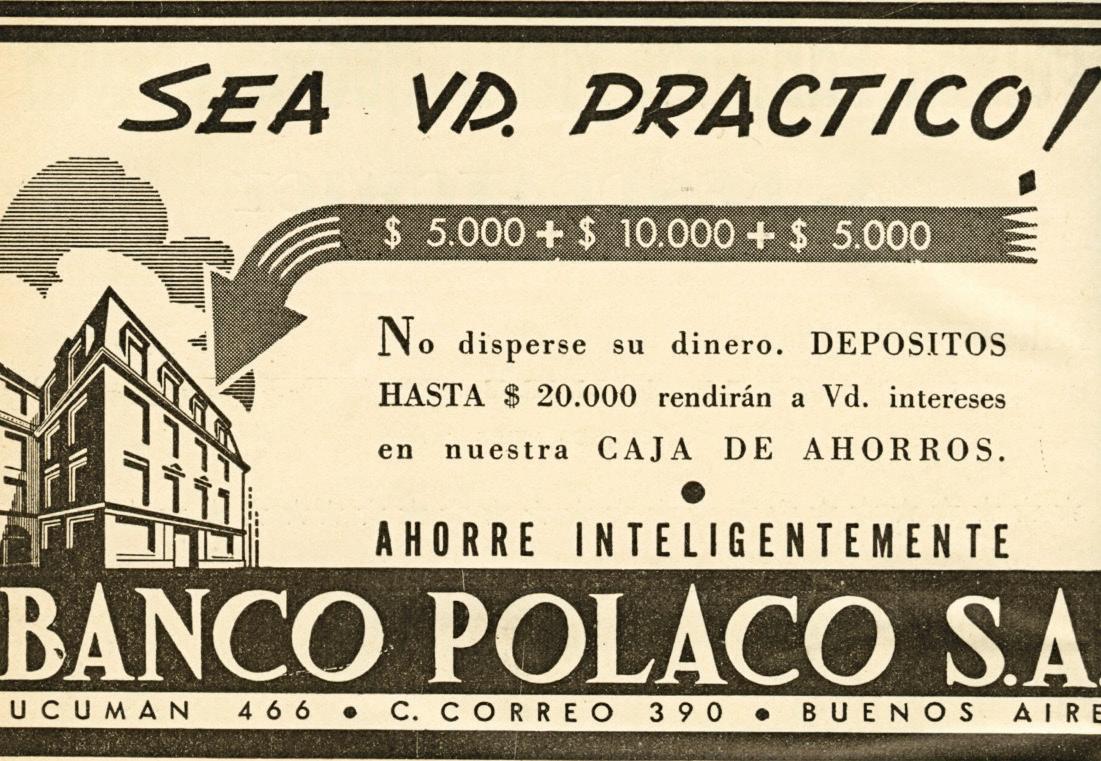 SEA VD. PRACTICO!
$ 5.000 + $ 10.000 + $ 5.000
No disperse su dinero. DEPOSITOS
HASTA $ 20.000 rendirán a Vd. intereses
en nuestra CAJA DE AHORROS.
AHORRE INTELIGENTEMENTE
BANCO POLACO S.A.
UCUMAN 466 • C. CORREO 390 • BUENOS AIRE